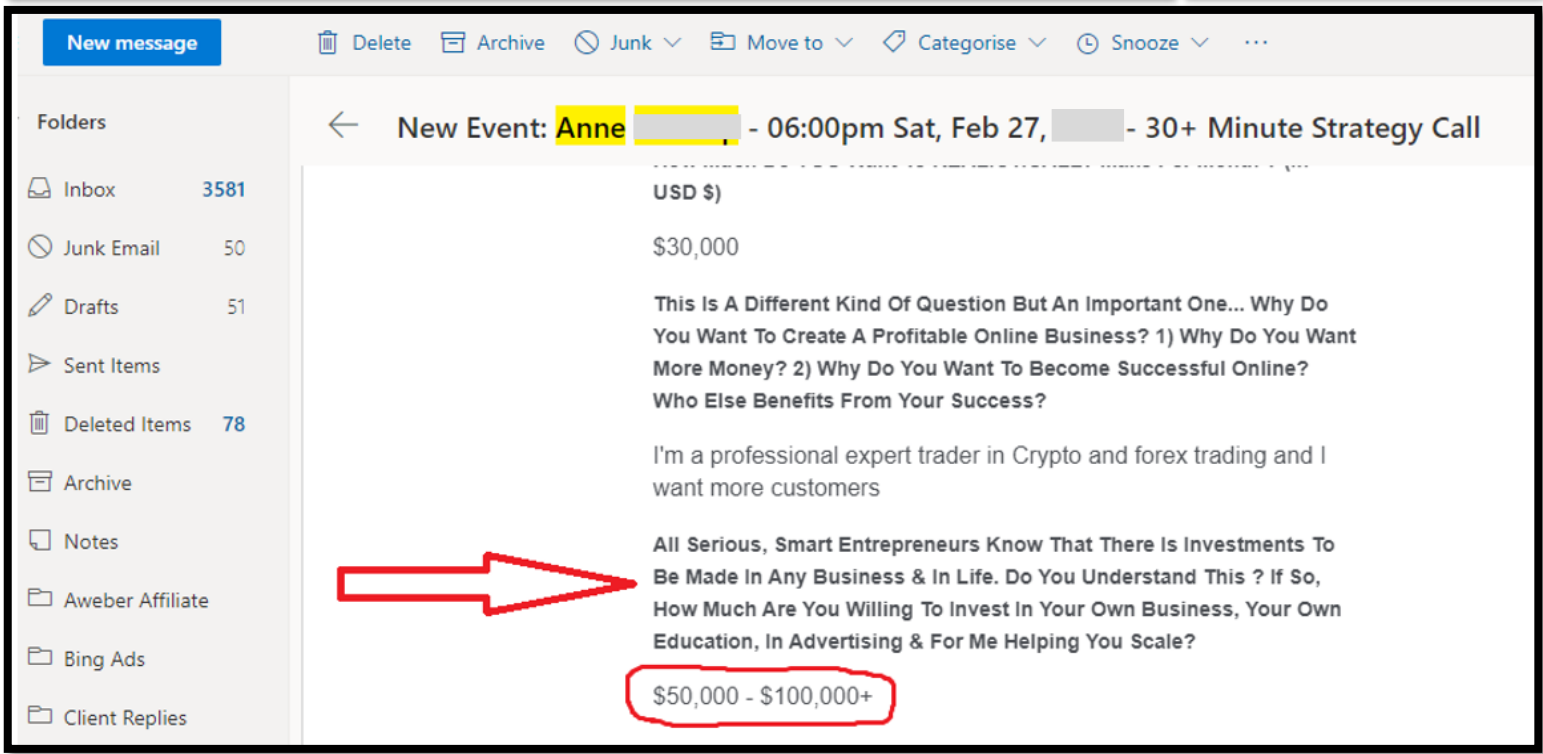 New message
Delete Archive Junk Move to Categorise Snooze ...
Folders
New Event: Anne - 06:00pm Sat, Feb 27, - 30+ Minute Strategy Call
Inbox 3581
Junk Email 50
Drafts 51
Sent Items
Deleted Items 78
Archive
Notes
Aweber Affiliate
Bing Ads
Client Replies
USD $)
$30,000
This Is A Different Kind Of Question But An Important One... Why Do
You Want To Create A Profitable Online Business? 1) Why Do You Want
More Money? 2) Why Do You Want To Become Successful Online?
Who Else Benefits From Your Success?
I'm a professional expert trader in Crypto and forex trading and I
want more customers
All Serious, Smart Entrepreneurs Know That There Is Investments To
Be Made In Any Business & In Life. Do You Understand This ? If So,
How Much Are You Willing To Invest In Your Own Business, Your Own
Education, In Advertising & For Me Helping You Scale?
$50,000 - $100,000+